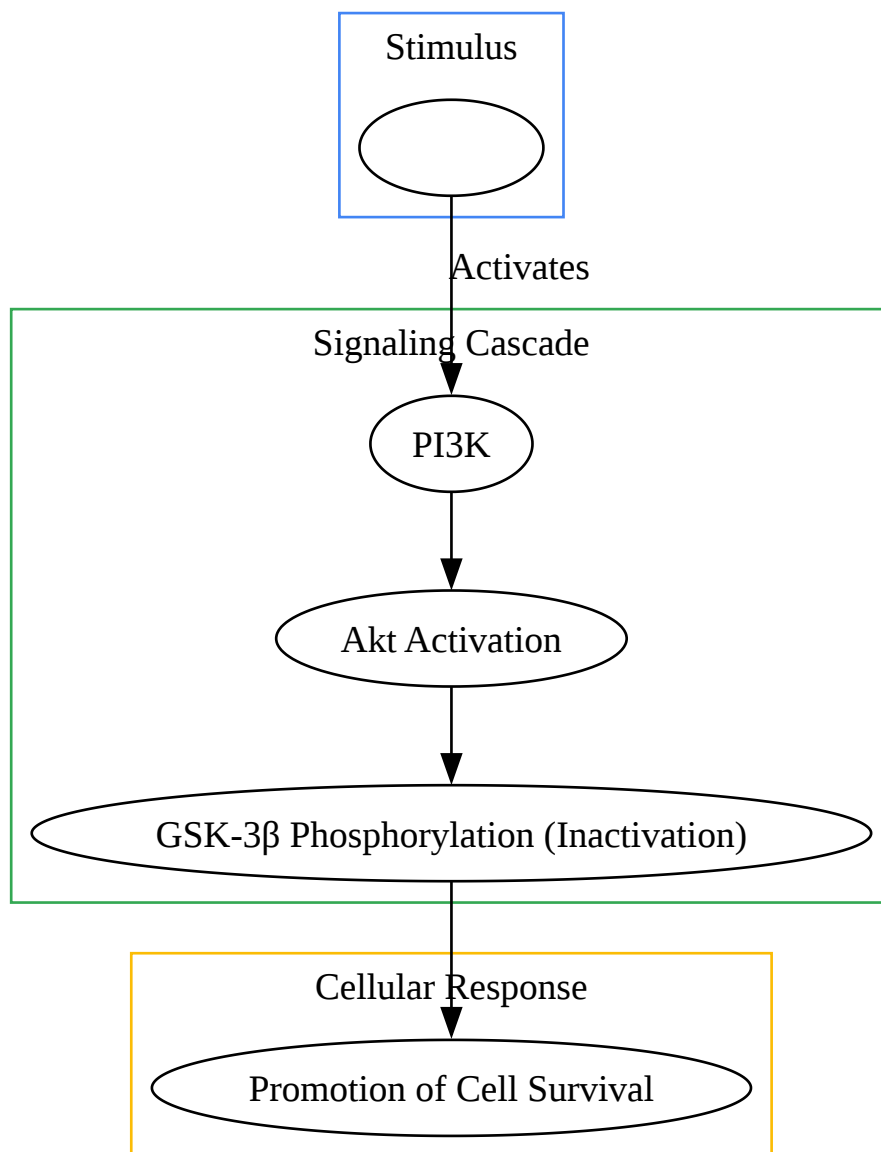 Stimulus
Activates
Signaling Cascade
PI3K
Akt Activation
GSK-3β Phosphorylation (Inactivation)
Cellular Response
Promotion of Cell Survival